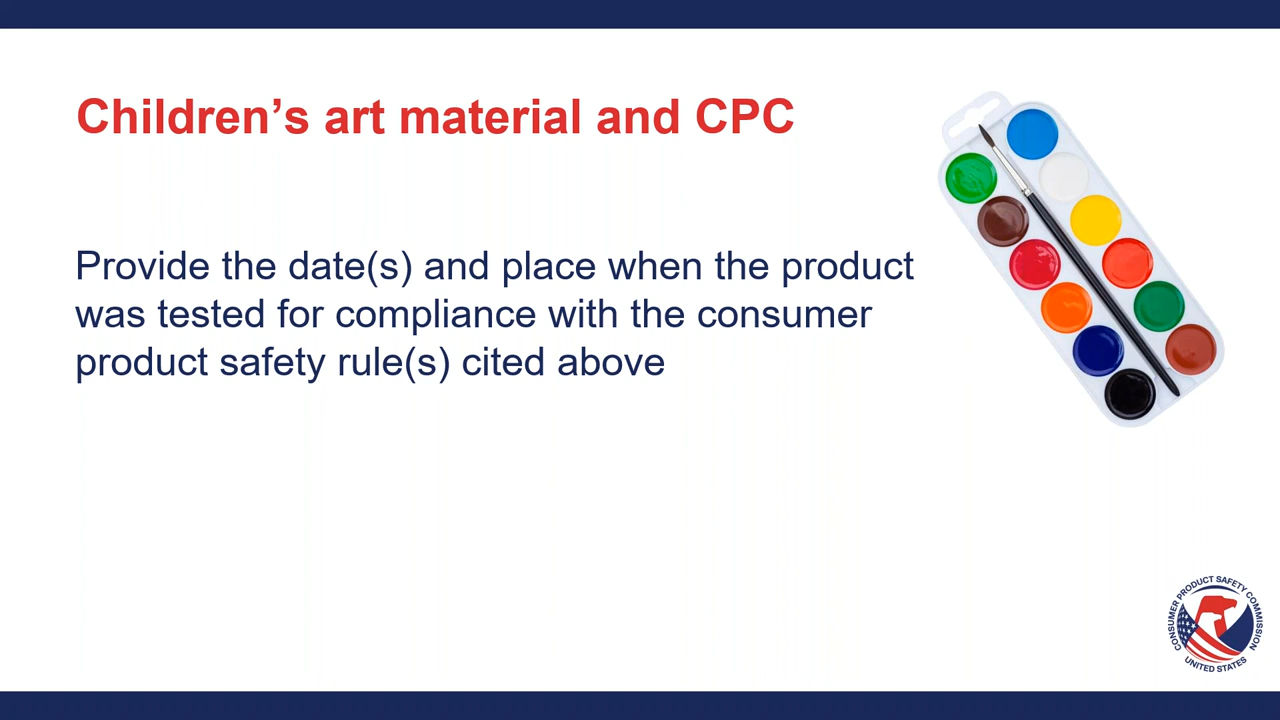 Children’s art material and CPC
Provide the date(s) and place when the product
was tested for compliance with the consumer
product safety rule(s) cited above
CONSUMER PRODUCT SAFETY COMMISSION
UNITED STATES